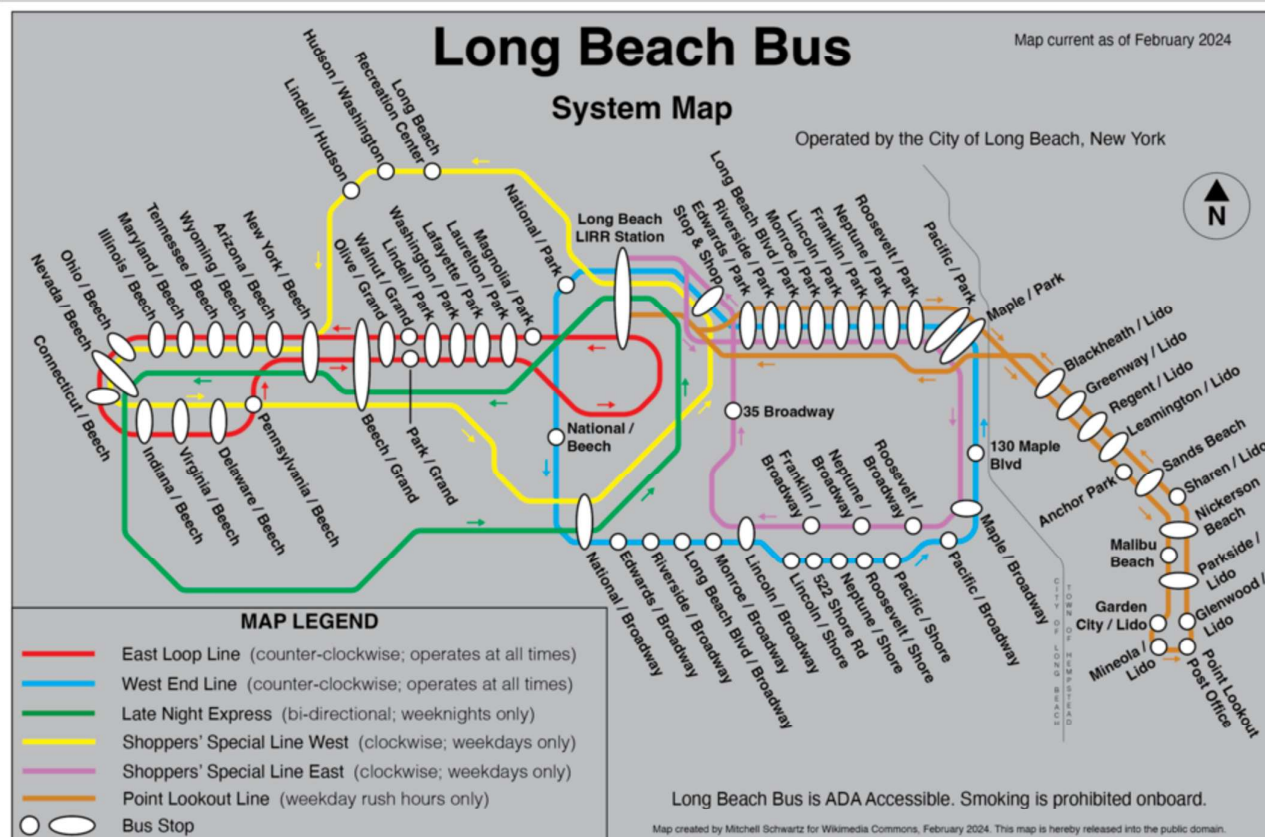 Long Beach Bus
System Map
Map current as of February 2024
Operated by the City of Long Beach, New York
N
Lindell / Hudson
Hudson / Washington
Long Beach
Recreation Center
National / Park
Long Beach
LIRR Station
Stop & Shop
Edwards / Park
Riverside / Park
Long Beach Blvd / Park
Monroe / Park
Lincoln / Park
Franklin / Park
Neptune / Park
Roosevelt / Park
Pacific / Park
Maple / Park
Connecticut / Beech
Nevada / Beech
Ohio / Beech
Illinois / Beech
Maryland / Beech
Tennessee / Beech
Wyoming / Beech
Arizona / Beech
New York / Beech
Olive / Grand
Walnut / Grand
Lindell / Park
Washington / Park
Lafayette / Park
Laurelton / Park
Magnolia / Park
Blackheath / Lido
Greenway / Lido
Regent / Lido
Leamington / Lido
Sands Beach
Sharen / Lido
Nickerson
Beach
Anchor Park
Malibu
Beach
Parkside /
Lido
Garden
City / Lido
Glenwood /
Lido
Mineola /
Lido
Point Lookout
Post Office
35 Broadway
130 Maple
Blvd
National /
Beech
Franklin /
Broadway
Neptune /
Broadway
Roosevelt /
Broadway
Indiana / Beech
Virginia / Beech
Delaware / Beech
Pennsylvania / Beech
Beech / Grand
Park / Grand
National / Broadway
Edwards / Broadway
Riverside / Broadway
Long Beach Blvd / Broadway
Monroe / Broadway
Lincoln / Broadway
Lincoln / Shore
522 Shore Rd
Neptune / Shore
Roosevelt / Shore
Pacific / Shore
Pacific / Broadway
Maple / Broadway
CITY OF LONG BEACH
TOWN OF HEMPSTEAD
MAP LEGEND
East Loop Line (counter-clockwise; operates at all times)
West End Line (counter-clockwise; operates at all times)
Late Night Express (bi-directional; weeknights only)
Shoppers' Special Line West (clockwise; weekdays only)
Shoppers' Special Line East (clockwise; weekdays only)
Point Lookout Line (weekday rush hours only)
Bus Stop
Long Beach Bus is ADA Accessible. Smoking is prohibited onboard.
Map created by Mitchell Schwartz for Wikimedia Commons, February 2024. This map is hereby released into the public domain.